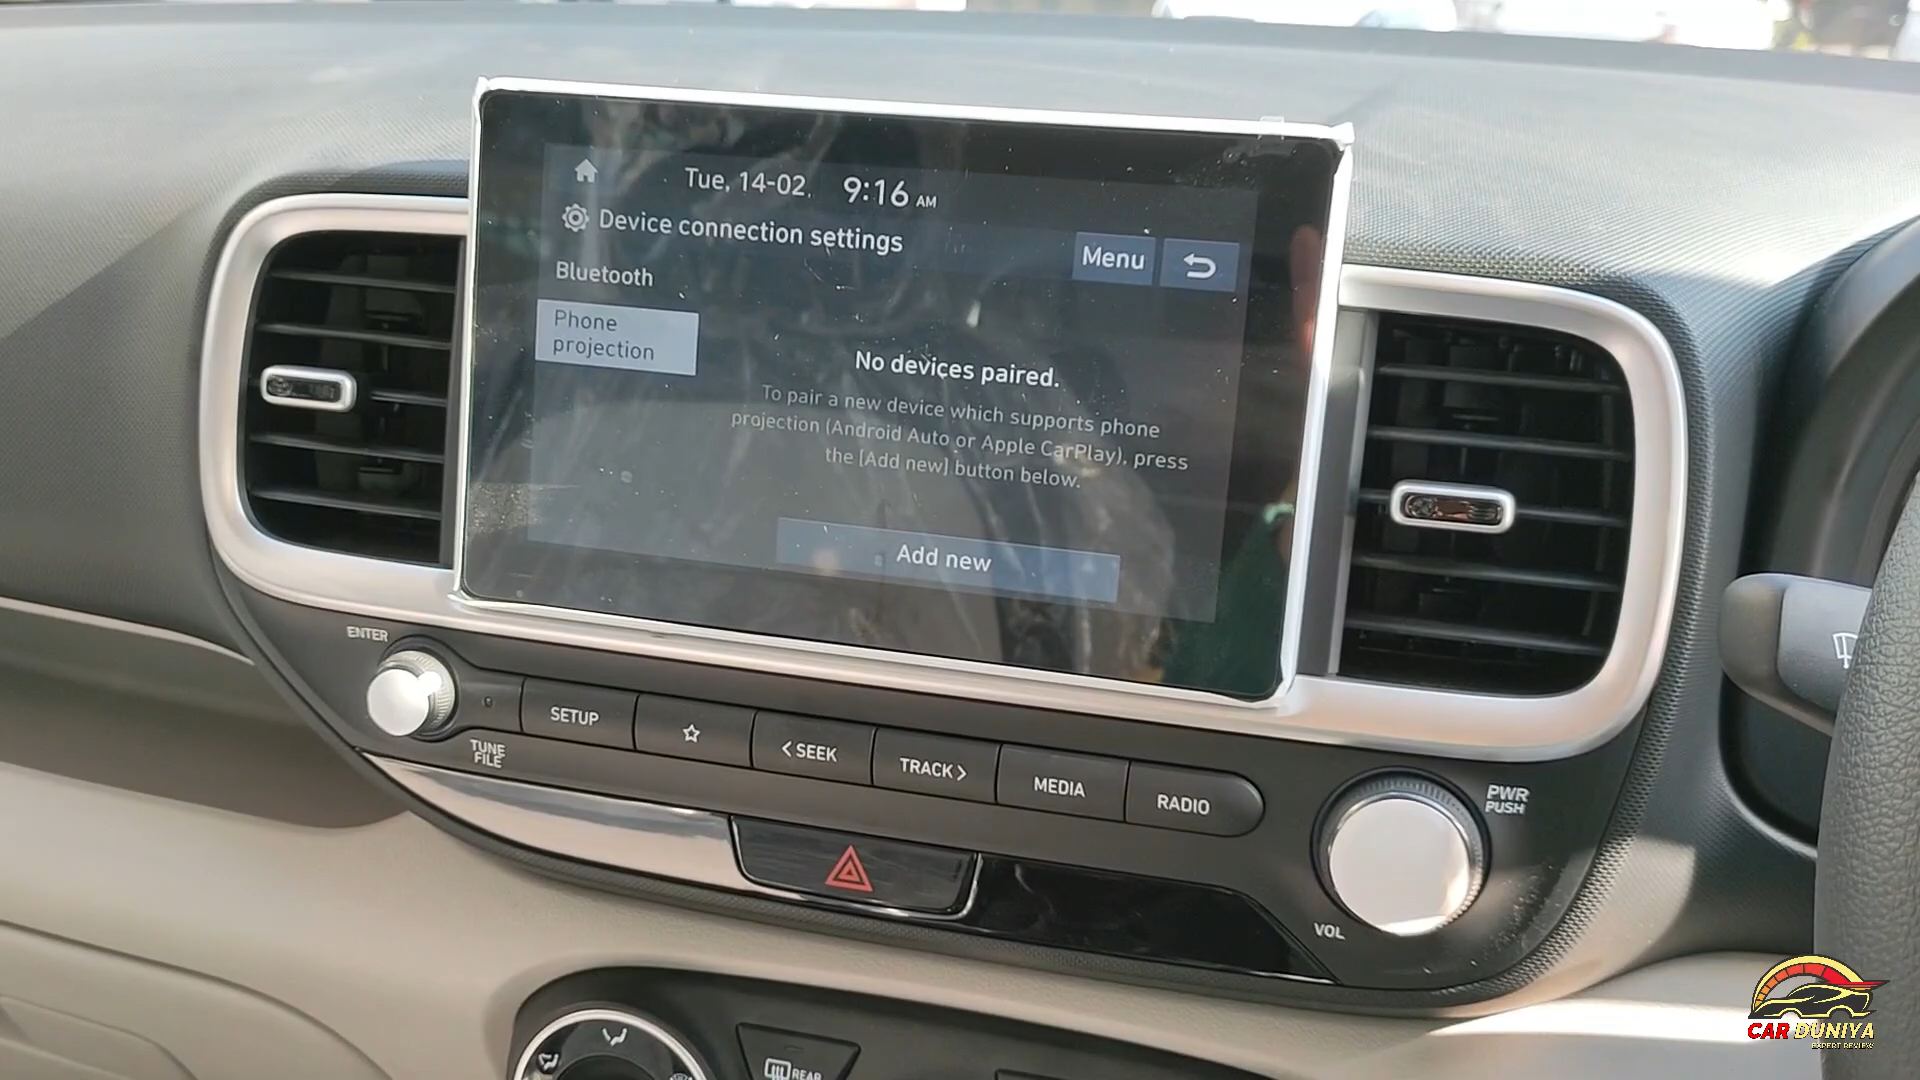 Tue, 14-02 9:16 AM
Device connection settings
Menu
Bluetooth
Phone
projection
No devices paired.
To pair a new device which supports phone
projection (Android Auto or Apple CarPlay), press
the [Add new] button below.
Add new
ENTER
TUNE
FILE
SETUP
< SEEK
TRACK >
MEDIA
RADIO
PWR
PUSH
VOL
REAR
CAR DUNIYA
EXPERT REVIEW